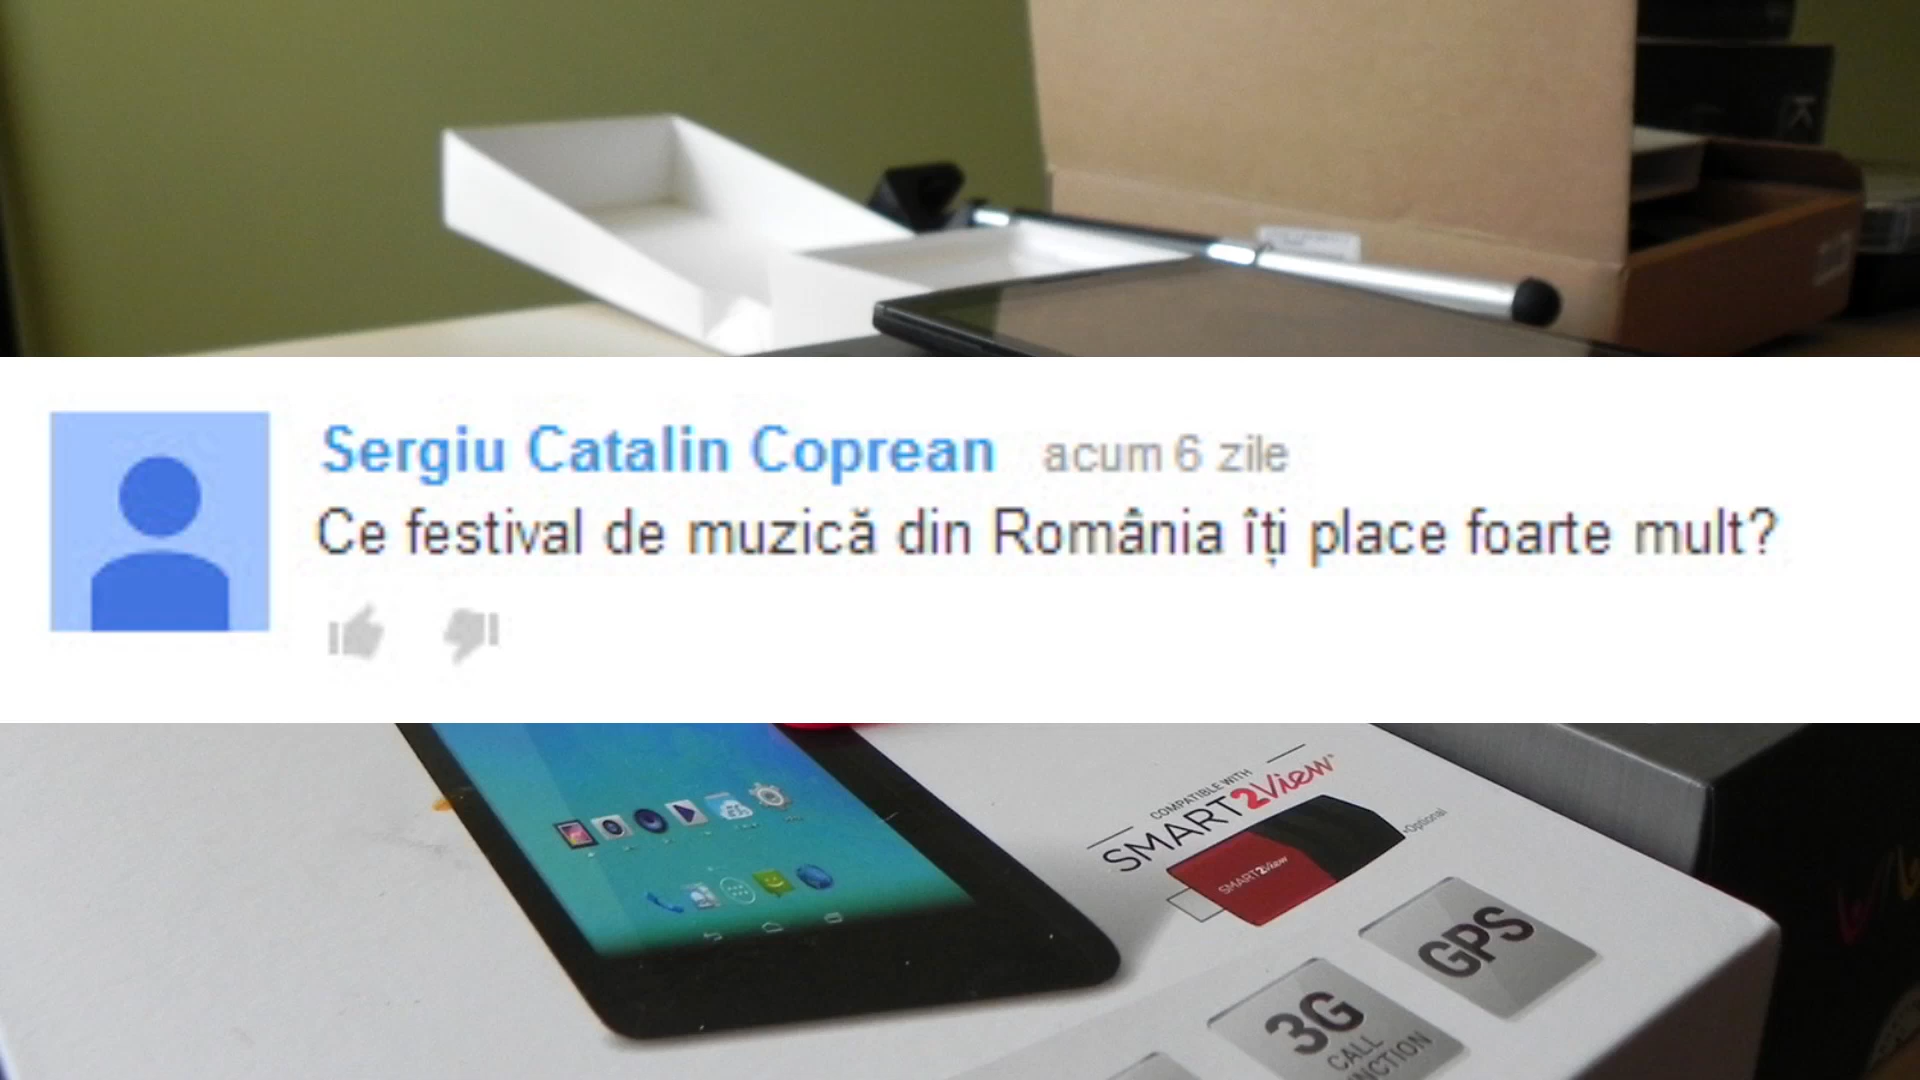 Sergiu Catalin Coprean acum 6 zile
Ce festival de muzică din România îți place foarte mult?
COMPATIBLE WITH
SMART2View
SMART2View
•Optional
GPS
3G
CALL